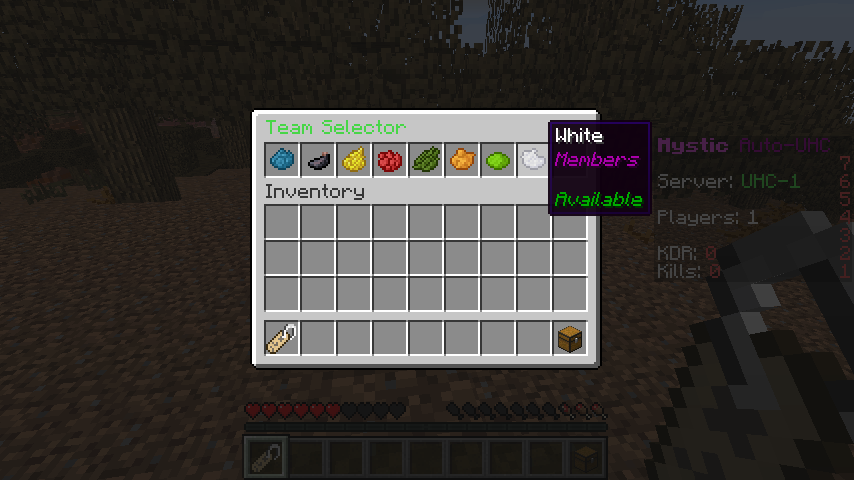 Team Selector
White
Members
Available
Inventory
Mystic Auto-UHC
7
Server: UHC-1
6
5
Players: 1
4
3
KDR: 0
2
Kills: 0
1